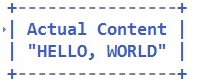 +-----------------+
| Actual Content |
| "HELLO, WORLD" |
+-----------------+